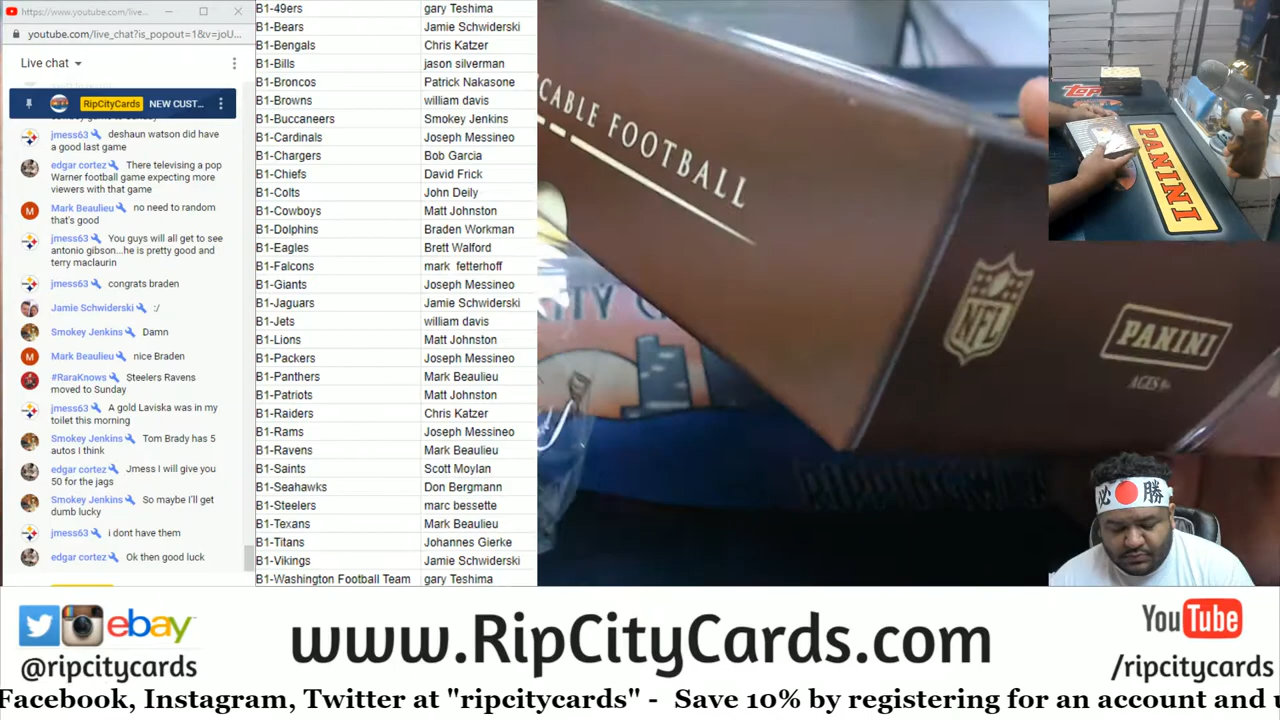 https://www.youtube.com/live...
youtube.com/live_chat?is_popout=1&v=joU...
Live chat
RipCityCards NEW CUST...
jmess63 deshaun watson did have
a good last game
edgar cortez There televising a pop
Warner football game expecting more
viewers with that game
Mark Beaulieu no need to random
that's good
jmess63 You guys will all get to see
antonio gibson...he is pretty good and
terry maclaurin
jmess63 congrats braden
Jamie Schwiderski :/
Smokey Jenkins Damn
Mark Beaulieu nice Braden
#RaraKnows Steelers Ravens
moved to Sunday
jmess63 A gold Laviska was in my
toilet this morning
Smokey Jenkins Tom Brady has 5
autos I think
edgar cortez Jmess I will give you
50 for the jags
Smokey Jenkins So maybe I'll get
dumb lucky
jmess63 i dont have them
edgar cortez Ok then good luck
B1-49ers gary Teshima
B1-Bears Jamie Schwiderski
B1-Bengals Chris Katzer
B1-Bills jason silverman
B1-Broncos Patrick Nakasone
B1-Browns william davis
B1-Buccaneers Smokey Jenkins
B1-Cardinals Joseph Messineo
B1-Chargers Bob Garcia
B1-Chiefs David Frick
B1-Colts John Deily
B1-Cowboys Matt Johnston
B1-Dolphins Braden Workman
B1-Eagles Brett Walford
B1-Falcons mark fetterhoff
B1-Giants Joseph Messineo
B1-Jaguars Jamie Schwiderski
B1-Jets william davis
B1-Lions Matt Johnston
B1-Packers Joseph Messineo
B1-Panthers Mark Beaulieu
B1-Patriots Matt Johnston
B1-Raiders Chris Katzer
B1-Rams Joseph Messineo
B1-Ravens Mark Beaulieu
B1-Saints Scott Moylan
B1-Seahawks Don Bergmann
B1-Steelers marc bessette
B1-Texans Mark Beaulieu
B1-Titans Johannes Gierke
B1-Vikings Jamie Schwiderski
B1-Washington Football Team gary Teshima
CCABLE FOOTBALL
NFL
PANINI
AGES 8+
PANINI
必 勝
ebay
@ripcitycards
www.RipCityCards.com
YouTube
/ripcitycards
Facebook, Instagram, Twitter at "ripcitycards" - Save 10% by registering for an account and u